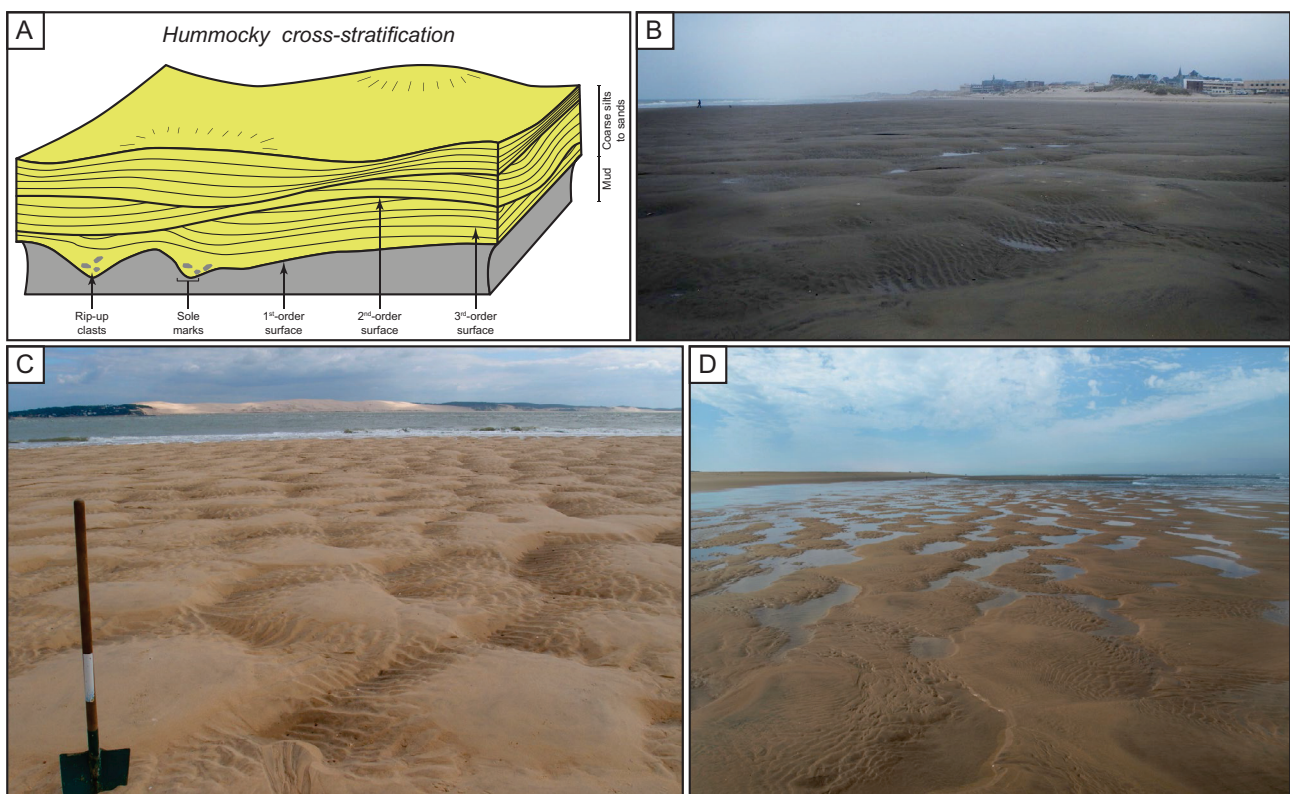 A
Hummocky cross-stratification
Coarse silts
to sands
Mud
Rip-up
clasts
Sole
marks
1st-order
surface
2nd-order
surface
3rd-order
surface
B
C
D